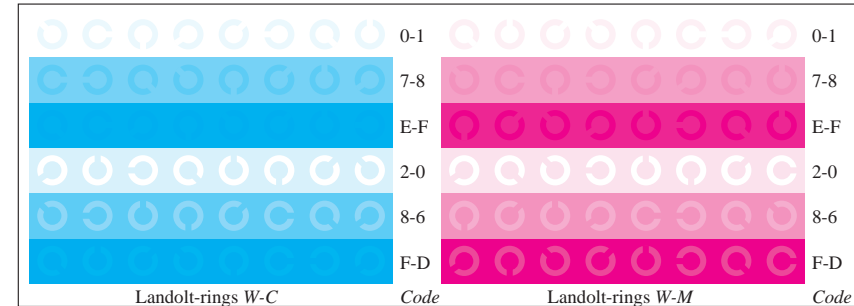 0-1 0-1
7-8 7-8
E-F E-F
2-0 2-0
8-6 8-6
F-D F-D
Landolt-rings W-C Code Landolt-rings W-M Code